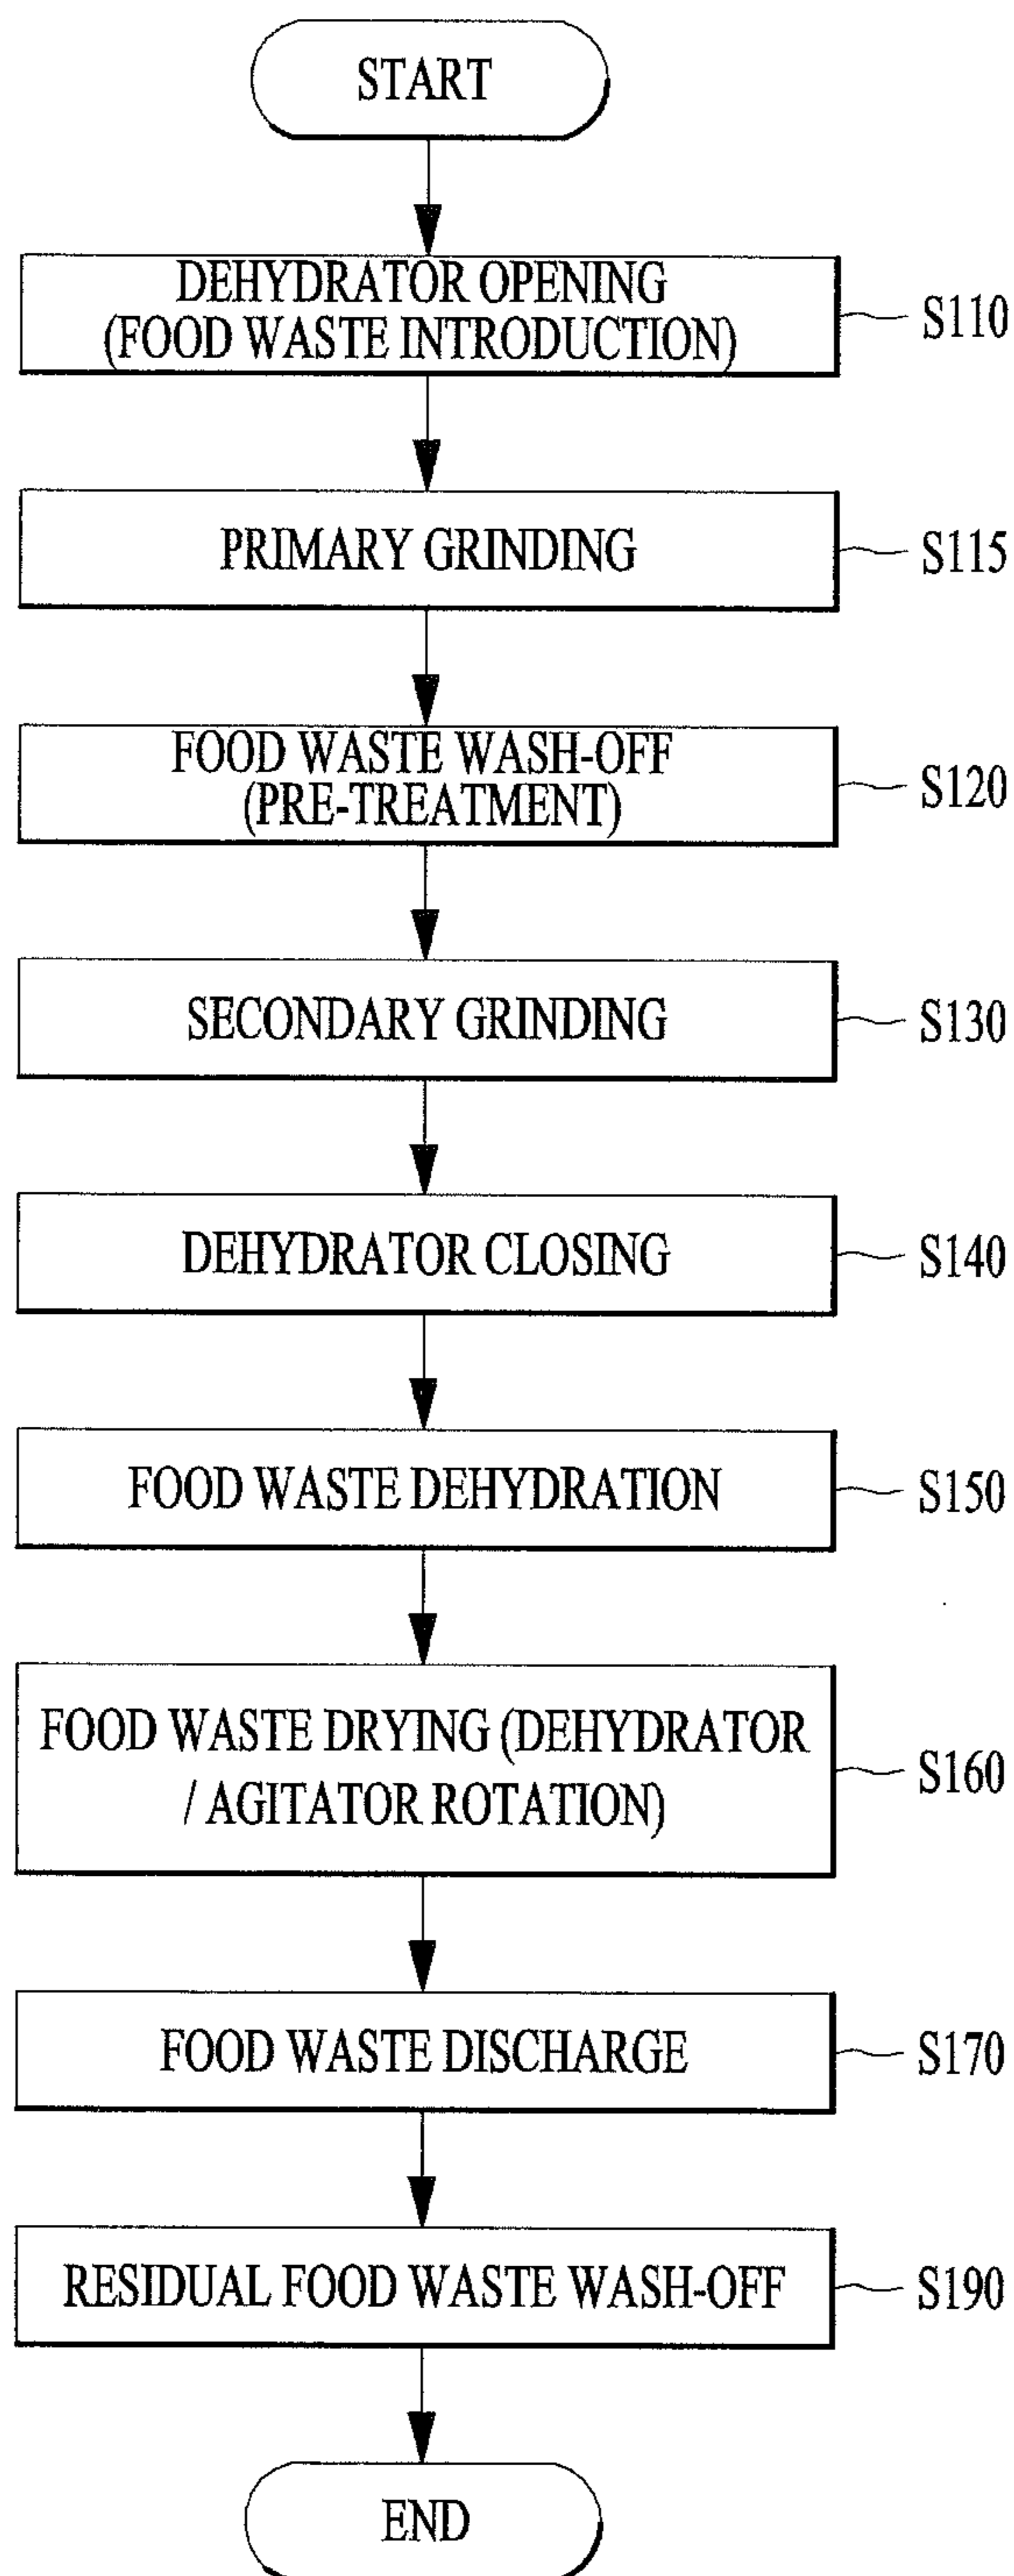 START
DEHYDRATOR OPENING
(FOOD WASTE INTRODUCTION)
S110
PRIMARY GRINDING
S115
FOOD WASTE WASH-OFF
(PRE-TREATMENT)
S120
SECONDARY GRINDING
S130
DEHYDRATOR CLOSING
S140
FOOD WASTE DEHYDRATION
S150
FOOD WASTE DRYING (DEHYDRATOR
/ AGITATOR ROTATION)
S160
FOOD WASTE DISCHARGE
S170
RESIDUAL FOOD WASTE WASH-OFF
S190
END